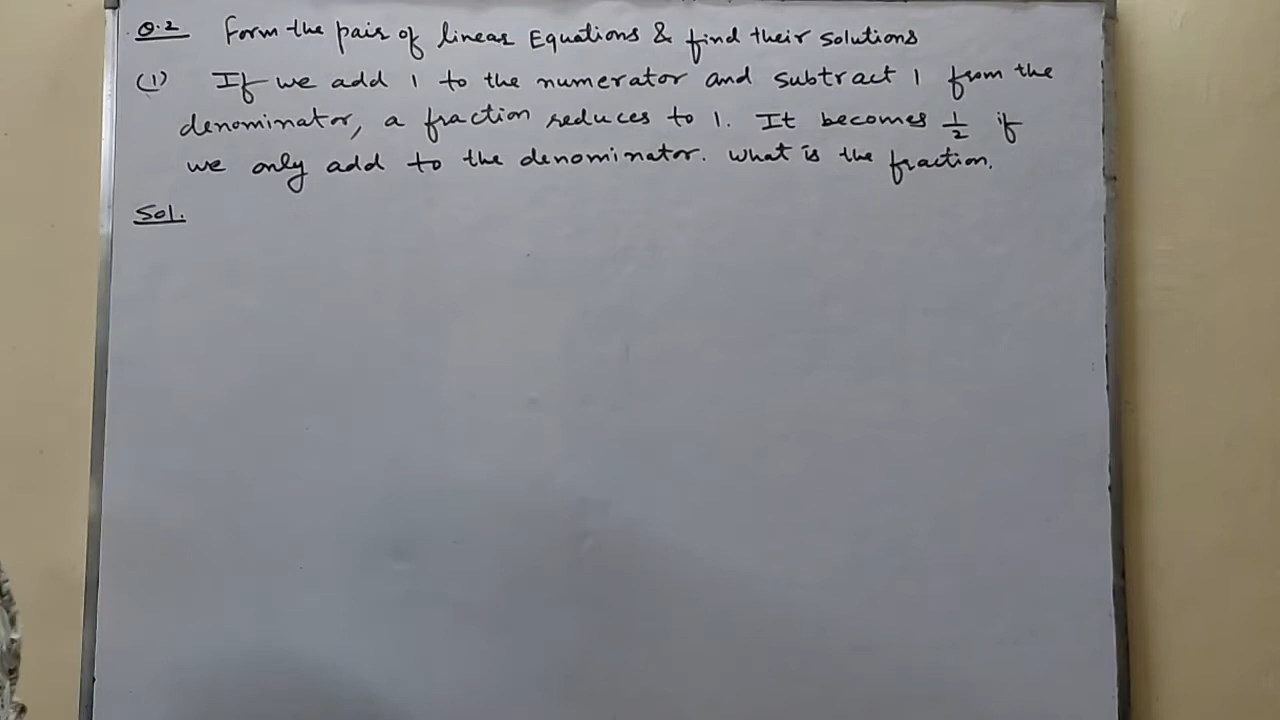 Q.2 Form the pair of linear Equations & find their solutions
(1) If we add 1 to the numerator and subtract 1 from the
denominator, a fraction reduces to 1. It becomes 1/2 if
we only add to the denominator. What is the fraction.
Sol.